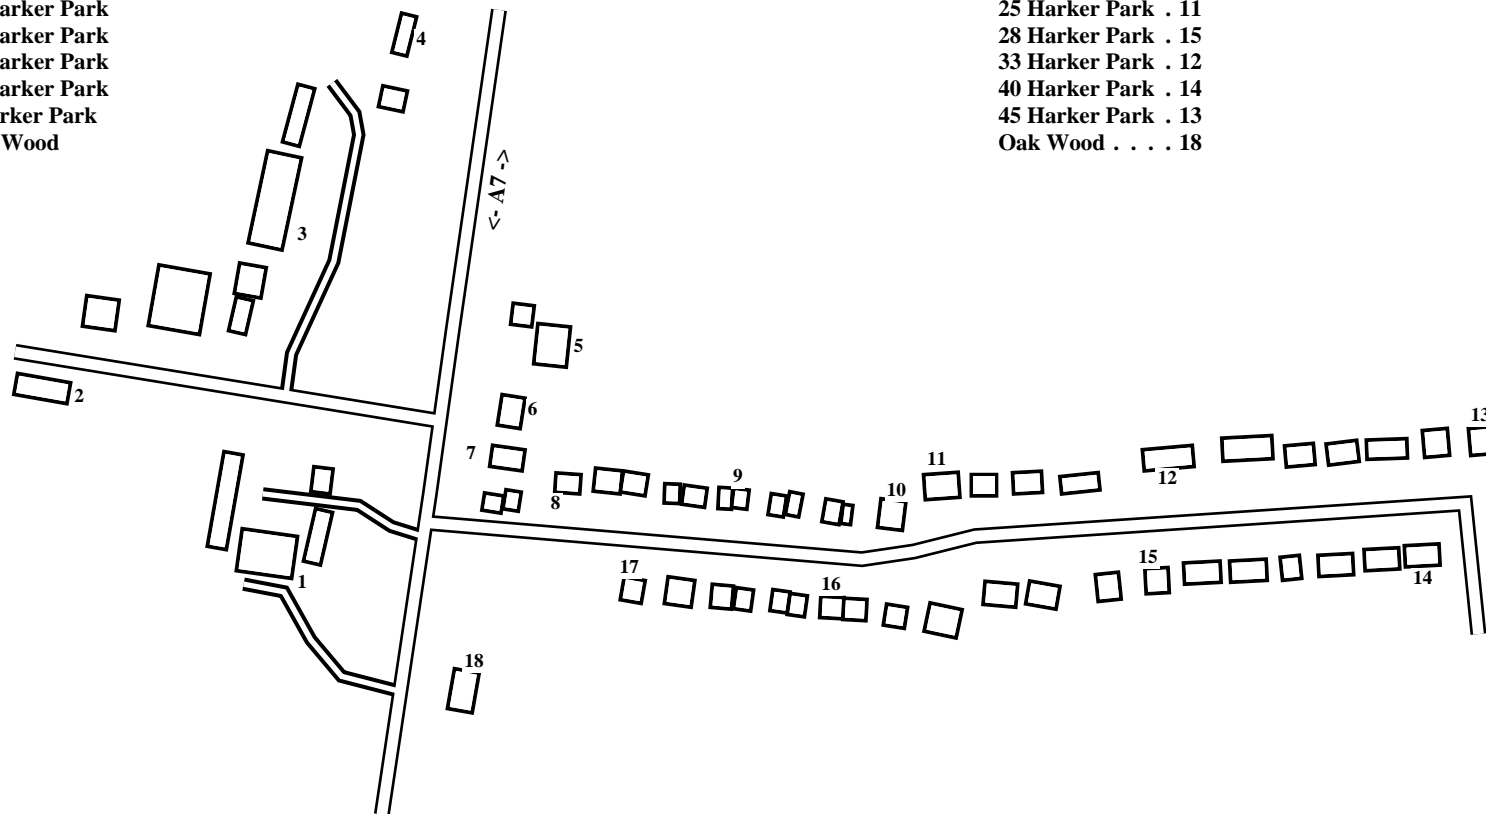 arker Park
arker Park
arker Park
arker Park
rker Park
Wood
25 Harker Park . 11
28 Harker Park . 15
33 Harker Park . 12
40 Harker Park . 14
45 Harker Park . 13
Oak Wood . . . . 18
4
<- A7 ->
3
5
2
6
13
7
11
12
9
10
8
15
17
1
16
14
18